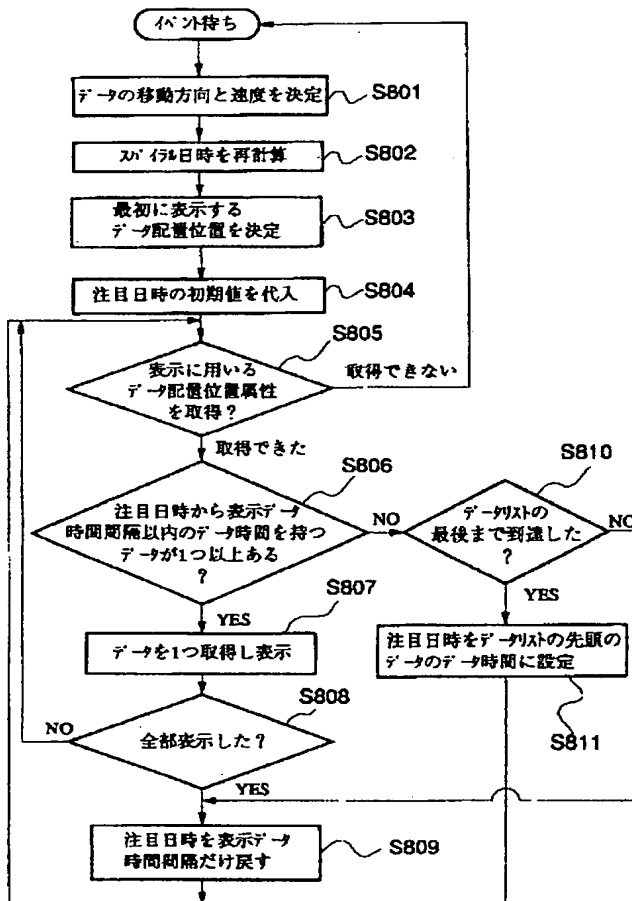 イベント待ち
データの移動方向と速度を決定
S801
スパイラル日時を再計算
S802
最初に表示する
データ配置位置を決定
S803
注目日時の初期値を代入
S804
S805
表示に用いる
データ配置位置属性
を取得?
取得できない
取得できた
S806
注目日時から表示データ
時間間隔以内のデータ時間を持つ
データが1つ以上ある
?
NO
S810
データリストの
最後まで到達した
?
NO
YES
S807
YES
データを1つ取得し表示
注目日時をデータリストの先頭の
データのデータ時間に設定
S811
S808
NO
全部表示した?
YES
注目日時を表示データ
時間間隔だけ戻す
S809